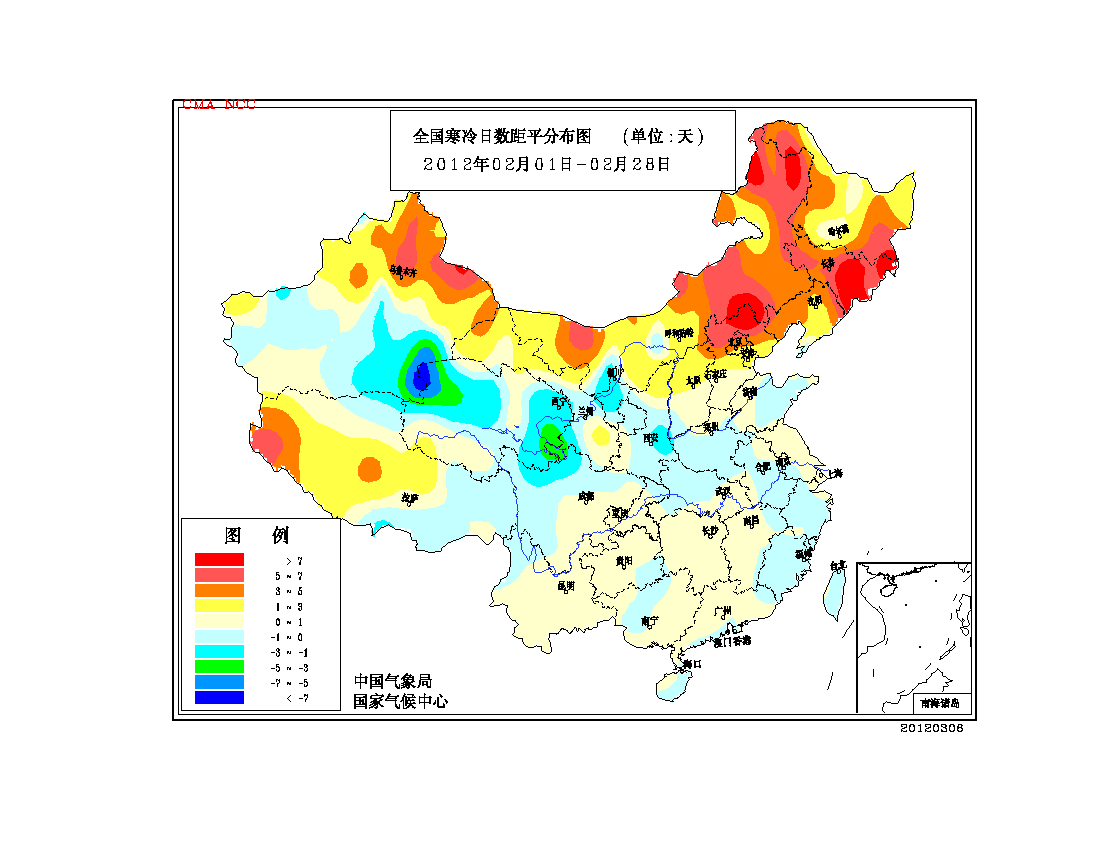 CMA NCC
全国寒冷日数距平分布图 (单位:天)
2012年02月01日-02月28日
哈尔滨
长春
乌鲁木齐
沈阳
呼和浩特
北京
天津
银川
太原
石家庄
济南
西宁
兰州
郑州
西安
合肥
南京
上海
拉萨
成都
武汉
重庆
南昌
长沙
图 例
贵阳
福州
台北
昆明
> 7
5 ~ 7
3 ~ 5
1 ~ 3
0 ~ 1
-1 ~ 0
-3 ~ -1
-5 ~ -3
-7 ~ -5
< -7
广州
南宁
澳门
香港
海口
中国气象局
国家气候中心
南海诸岛
20120306